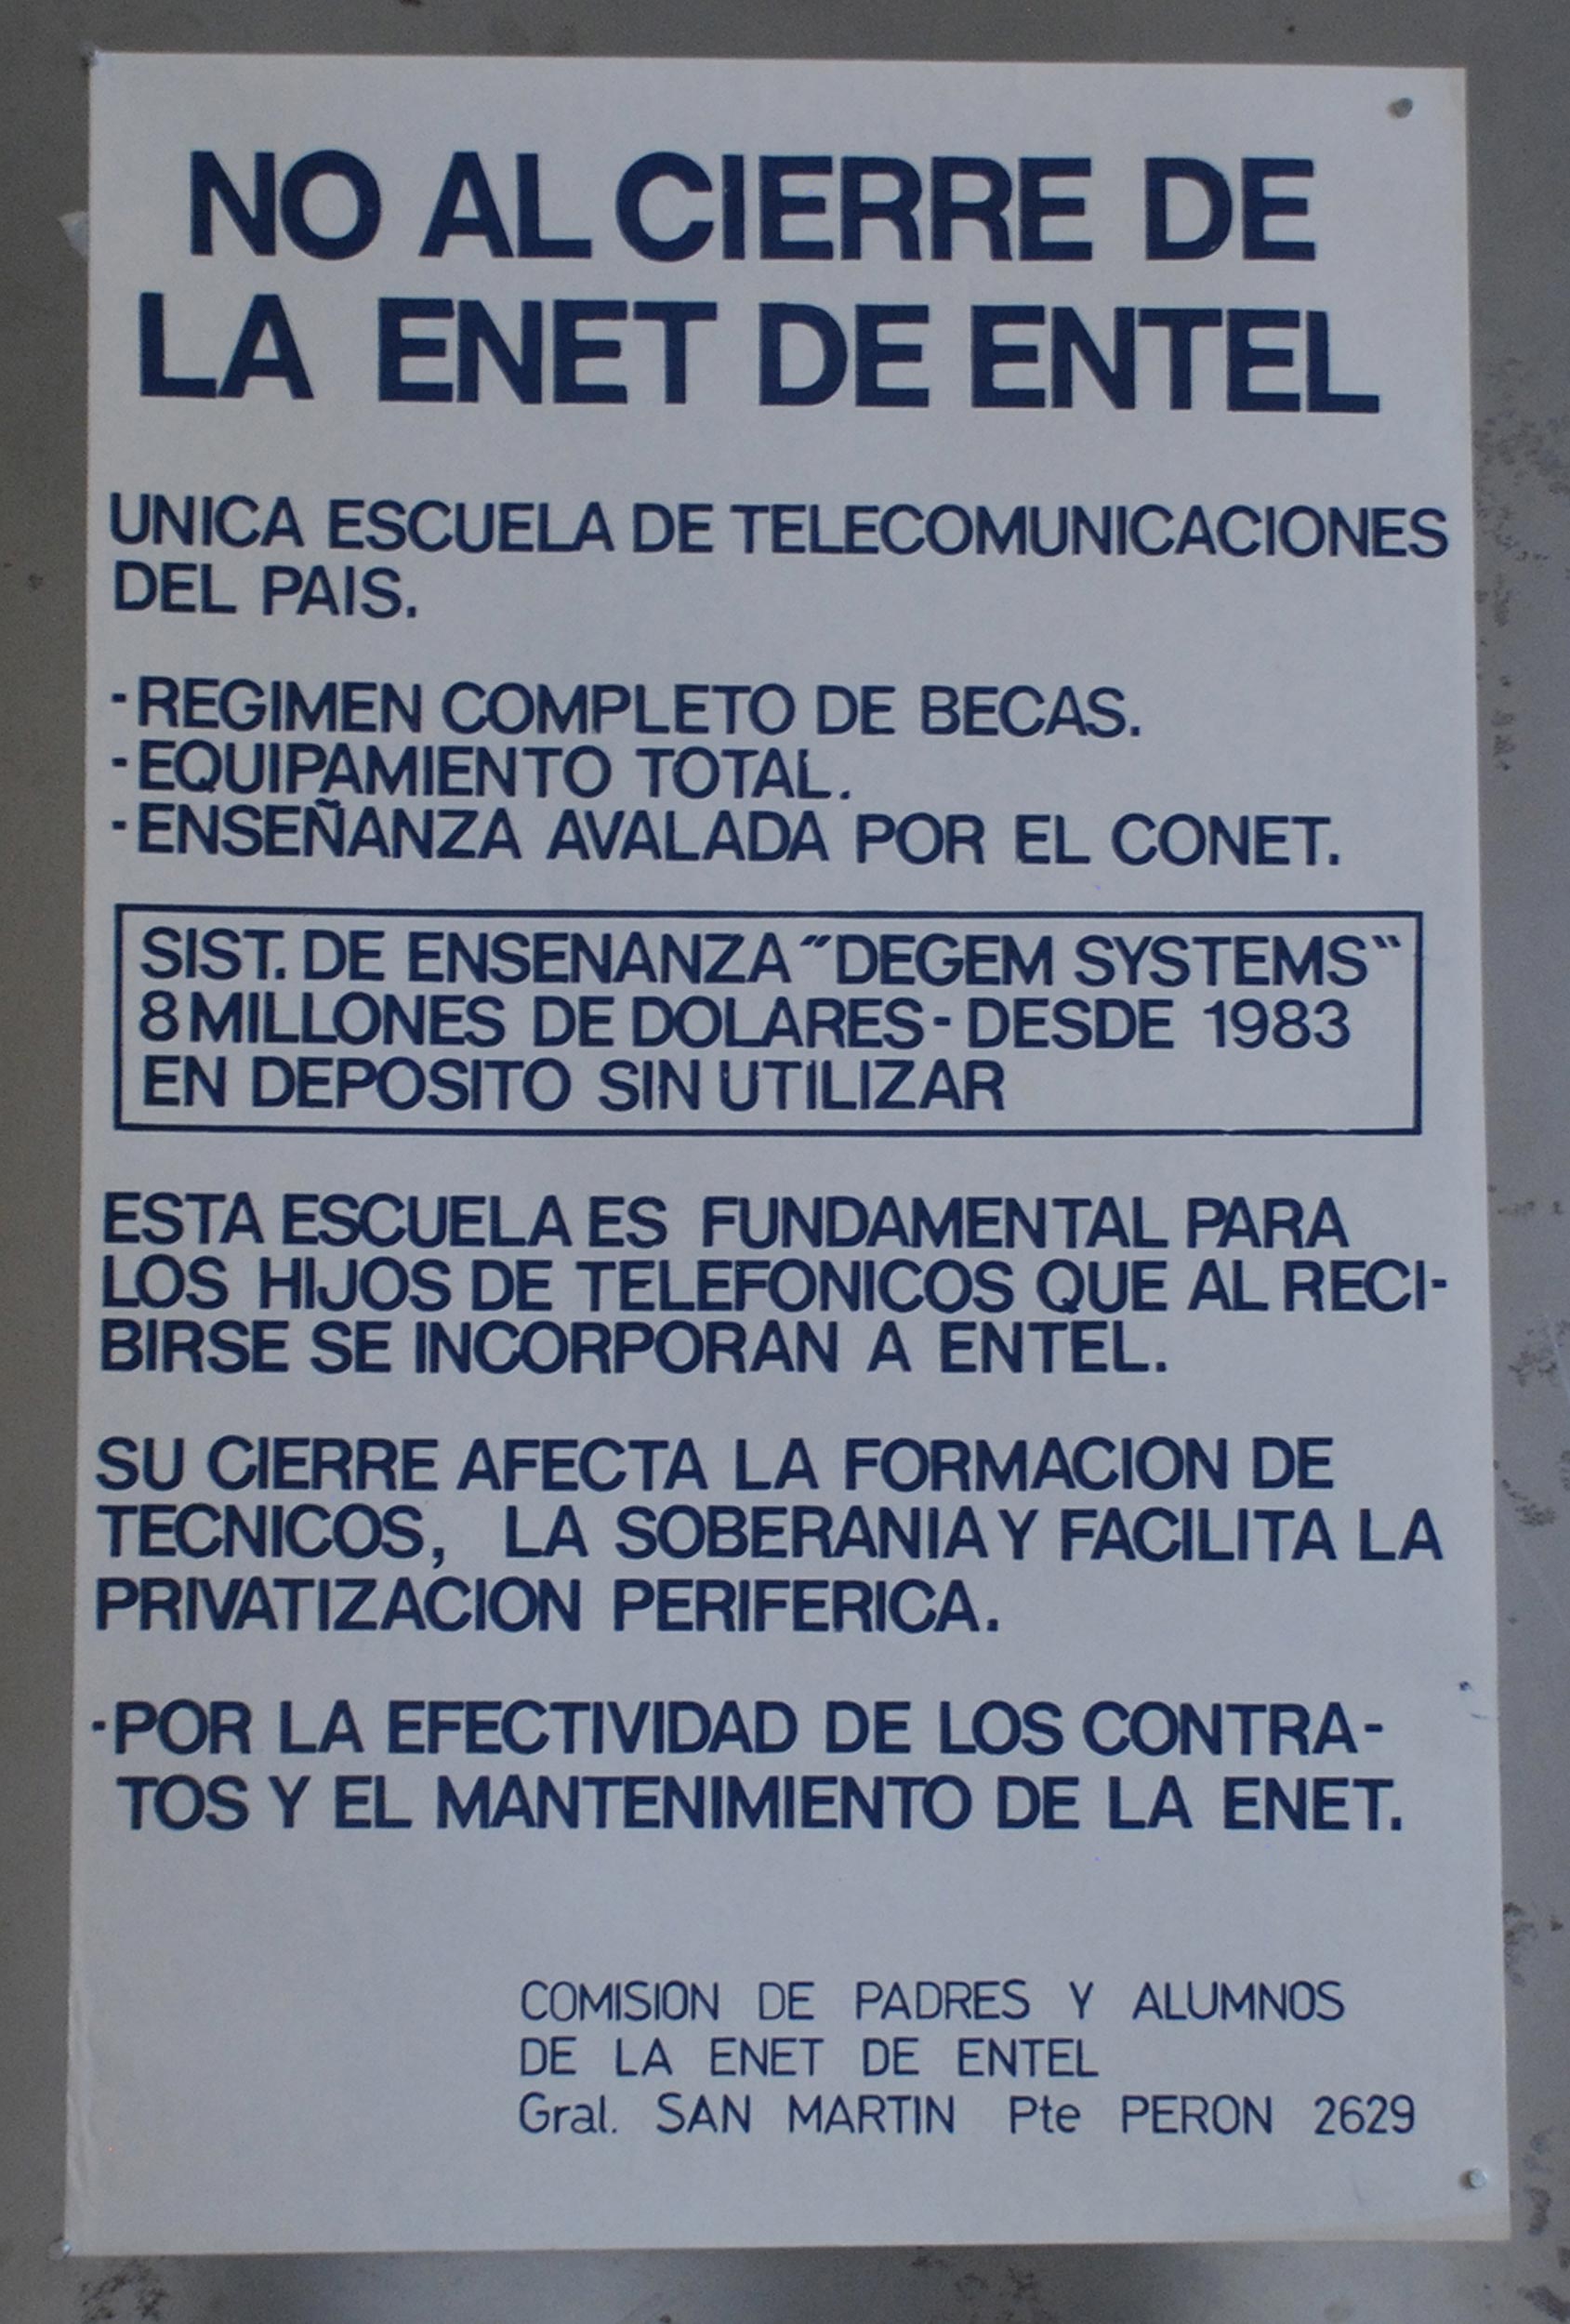 NO AL CIERRE DE
LA ENET DE ENTEL
UNICA ESCUELA DE TELECOMUNICACIONES
DEL PAIS.
-REGIMEN COMPLETO DE BECAS.
-EQUIPAMIENTO TOTAL.
-ENSEÑANZA AVALADA POR EL CONET.
SIST. DE ENSENANZA "DEGEM SYSTEMS"
8 MILLONES DE DOLARES - DESDE 1983
EN DEPOSITO SIN UTILIZAR
ESTA ESCUELA ES FUNDAMENTAL PARA
LOS HIJOS DE TELEFONICOS QUE AL RECI-
BIRSE SE INCORPORAN A ENTEL.
SU CIERRE AFECTA LA FORMACION DE
TECNICOS, LA SOBERANIA Y FACILITA LA
PRIVATIZACION PERIFERICA.
-POR LA EFECTIVIDAD DE LOS CONTRA-
TOS Y EL MANTENIMIENTO DE LA ENET.
COMISION DE PADRES Y ALUMNOS
DE LA ENET DE ENTEL
Gral. SAN MARTIN Pte PERON 2629